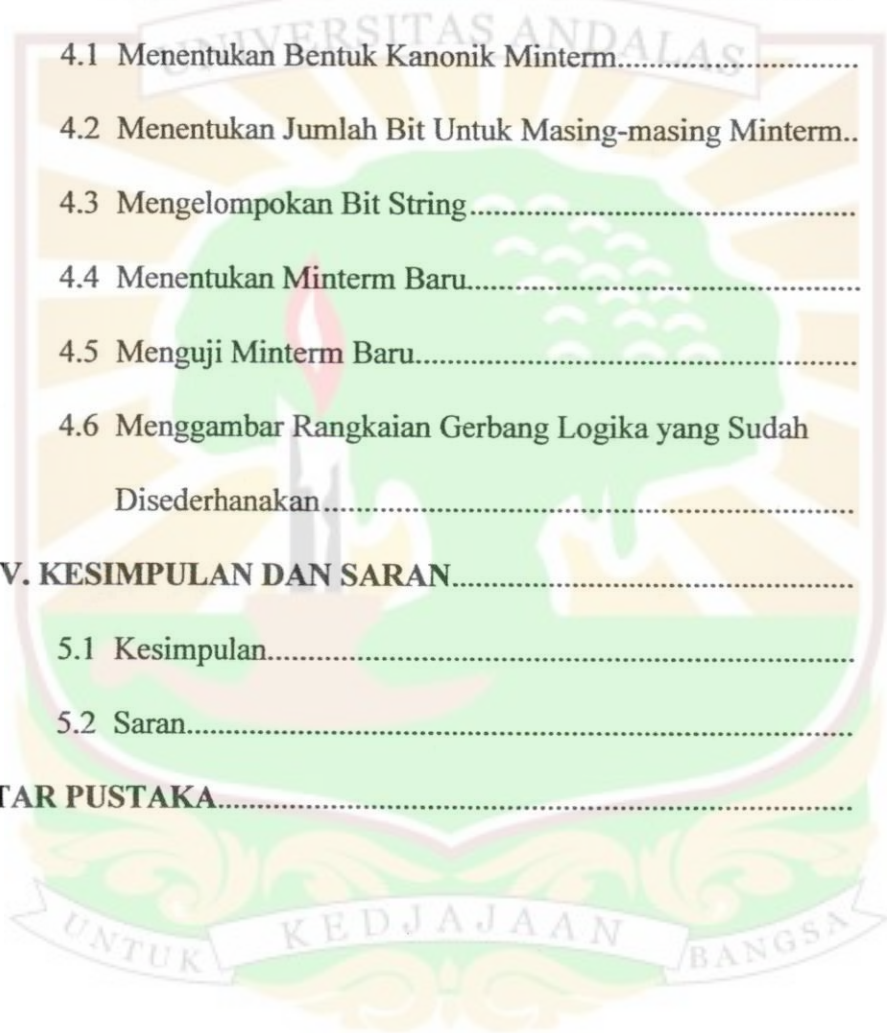 UNIVERSITAS ANDALAS
4.1 Menentukan Bentuk Kanonik Minterm..............................
4.2 Menentukan Jumlah Bit Untuk Masing-masing Minterm..
4.3 Mengelompokan Bit String................................................
4.4 Menentukan Minterm Baru.................................................
4.5 Menguji Minterm Baru.......................................................
4.6 Menggambar Rangkaian Gerbang Logika yang Sudah
Disederhanakan..................................................................
V. KESIMPULAN DAN SARAN..................................................
5.1 Kesimpulan.........................................................................
5.2 Saran...................................................................................
TAR PUSTAKA...............................................................................
UNTUK KEDJAJAAN BANGSA